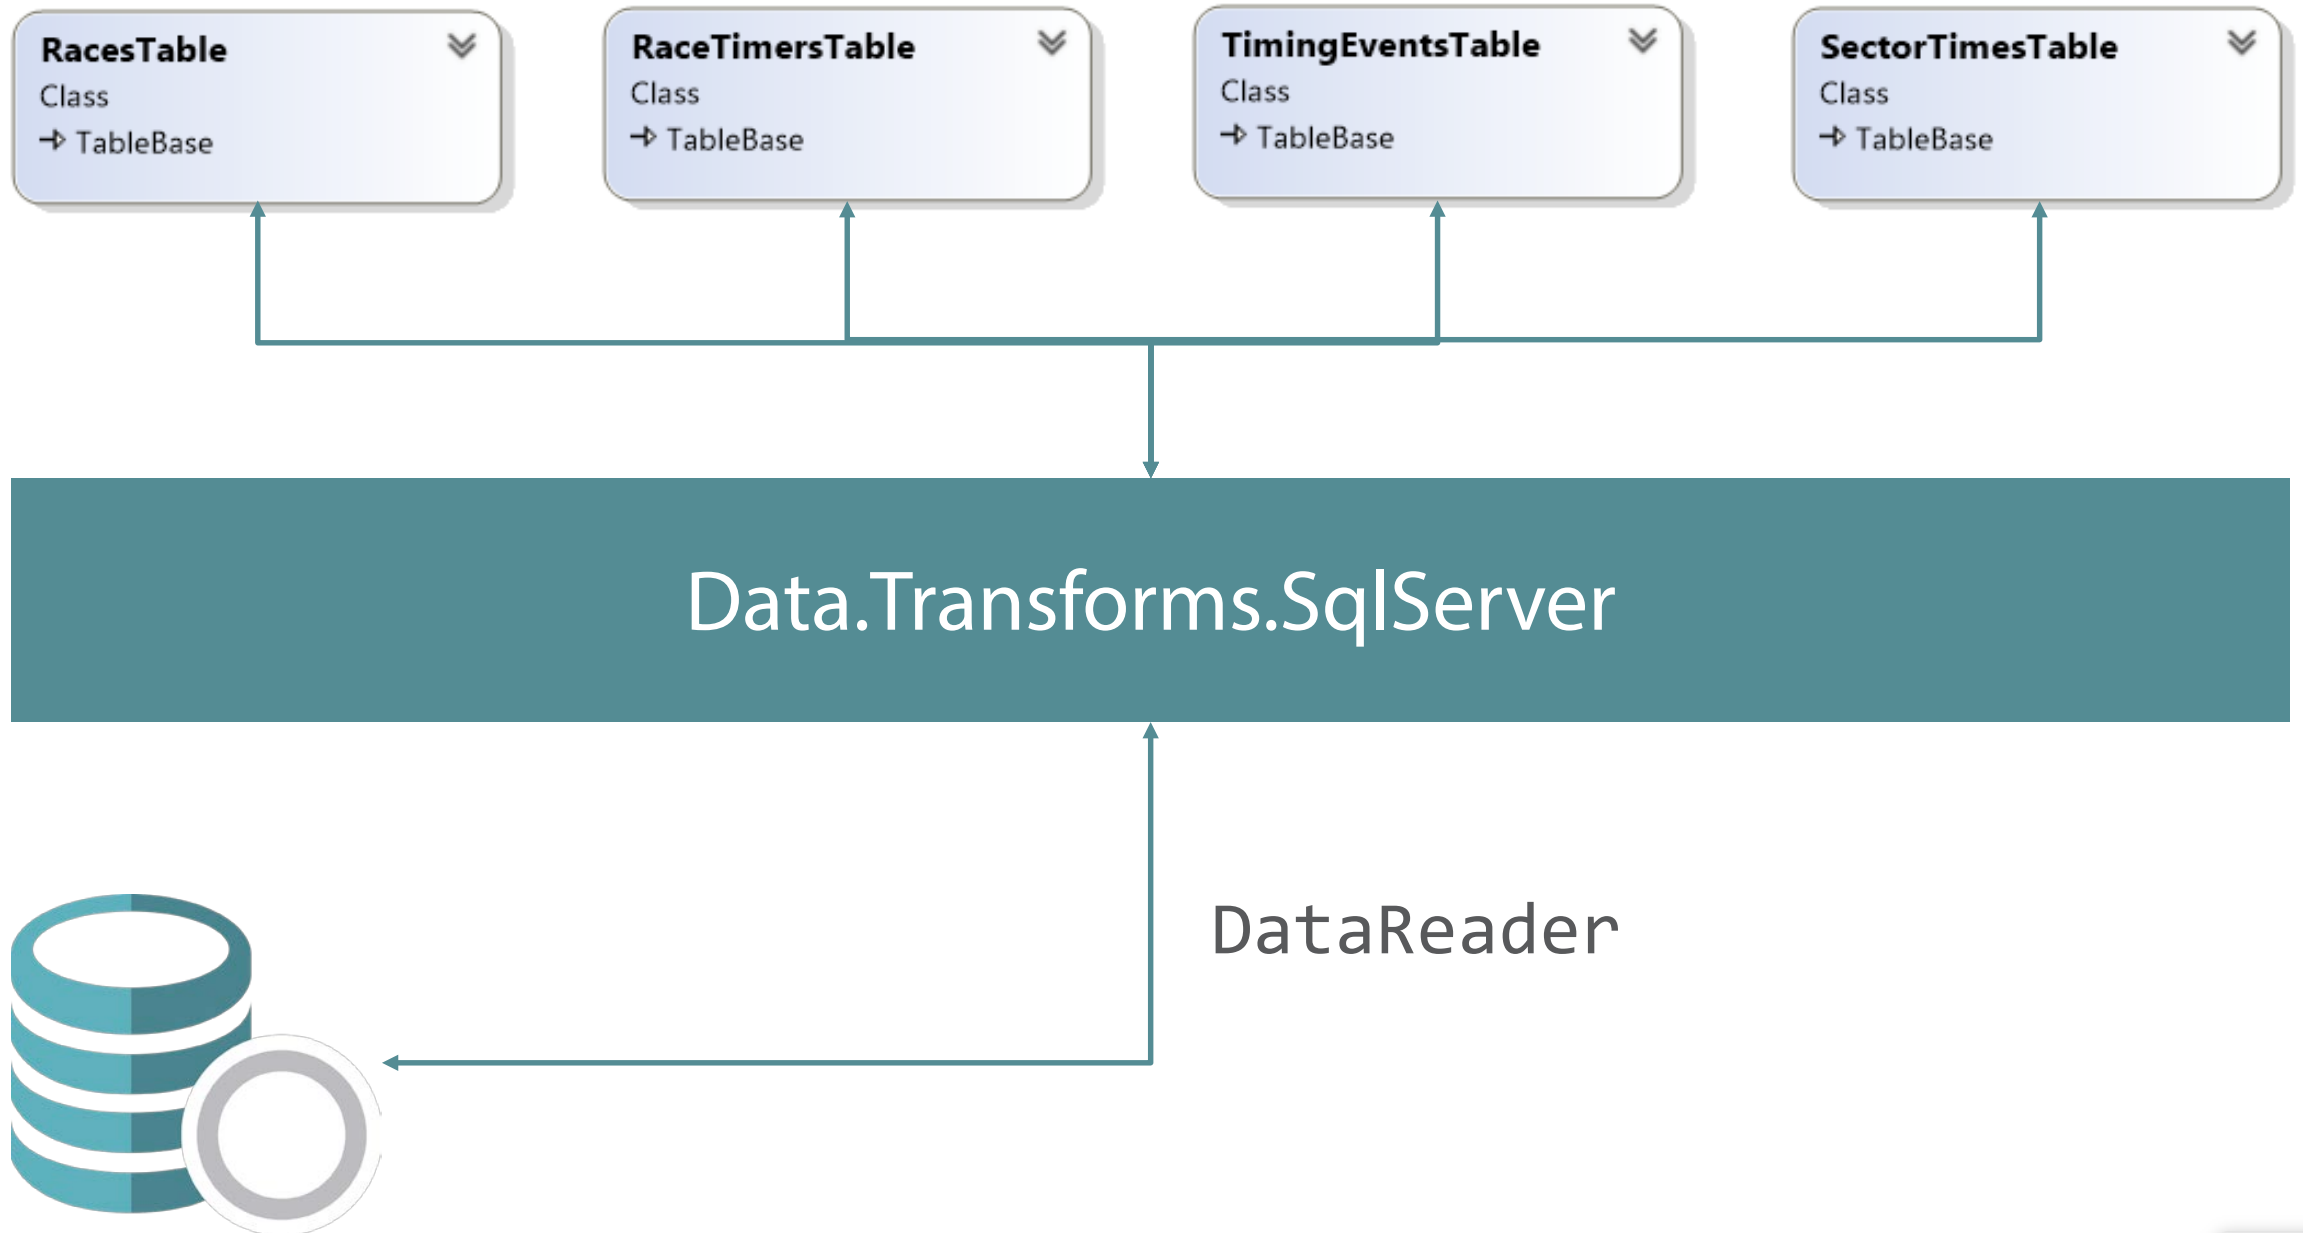 RacesTable
Class
TableBase
RaceTimersTable
Class
TableBase
TimingEventsTable
Class
TableBase
SectorTimesTable
Class
TableBase
Data.Transforms.SqlServer
DataReader